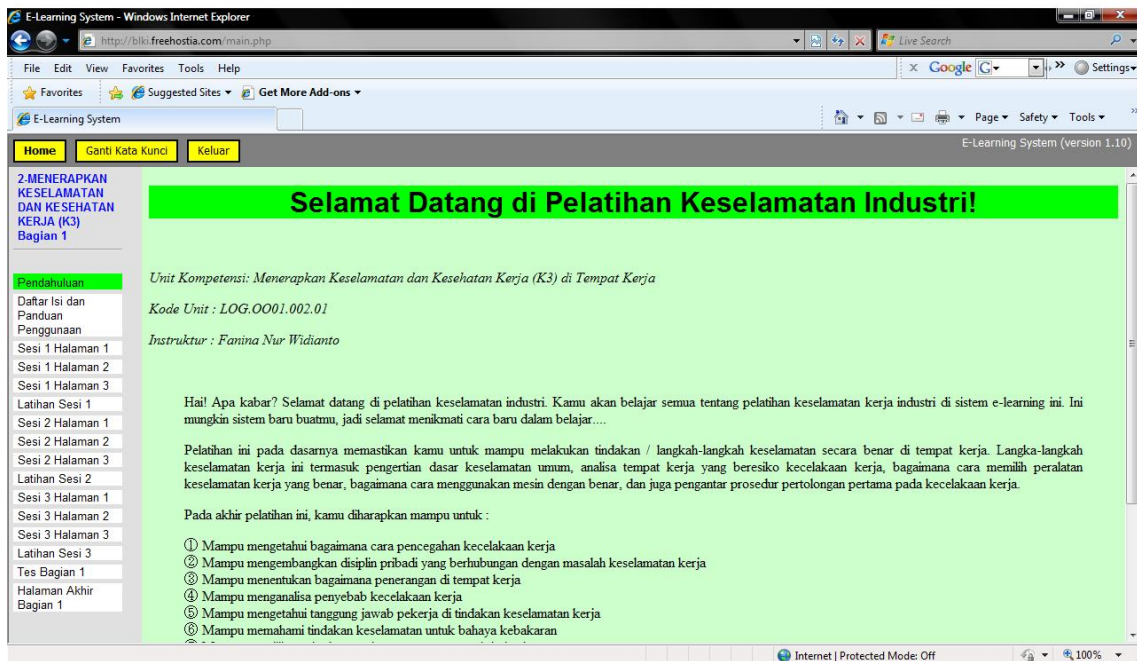 E-Learning System - Windows Internet Explorer
http://blki.freehostia.com/main.php
Live Search
File Edit View Favorites Tools Help
x Google G Settings
Favorites Suggested Sites Get More Add-ons
E-Learning System
Page Safety Tools
Home Ganti Kata Kunci Keluar
E-Learning System (version 1.10)
2-MENERAPKAN
KESELAMATAN
DAN KESEHATAN
KERJA (K3)
Bagian 1
Pendahuluan
Daftar Isi dan
Panduan
Penggunaan
Sesi 1 Halaman 1
Sesi 1 Halaman 2
Sesi 1 Halaman 3
Latihan Sesi 1
Sesi 2 Halaman 1
Sesi 2 Halaman 2
Sesi 2 Halaman 3
Latihan Sesi 2
Sesi 3 Halaman 1
Sesi 3 Halaman 2
Sesi 3 Halaman 3
Latihan Sesi 3
Tes Bagian 1
Halaman Akhir
Bagian 1
Selamat Datang di Pelatihan Keselamatan Industri!
Unit Kompetensi: Menerapkan Keselamatan dan Kesehatan Kerja (K3) di Tempat Kerja
Kode Unit : LOG.OO01.002.01
Instruktur : Fanina Nur Widianto
Hai! Apa kabar? Selamat datang di pelatihan keselamatan industri. Kamu akan belajar semua tentang pelatihan keselamatan kerja industri di sistem e-learning ini. Ini
mungkin sistem baru buatmu, jadi selamat menikmati cara baru dalam belajar....
Pelatihan ini pada dasarnya memastikan kamu untuk mampu melakukan tindakan / langkah-langkah keselamatan secara benar di tempat kerja. Langka-langkah
keselamatan kerja ini termasuk pengertian dasar keselamatan umum, analisa tempat kerja yang beresiko kecelakaan kerja, bagaimana cara memilih peralatan
keselamatan kerja yang benar, bagaimana cara menggunakan mesin dengan benar, dan juga pengantar prosedur pertolongan pertama pada kecelakaan kerja.
Pada akhir pelatihan ini, kamu diharapkan mampu untuk :
① Mampu mengetahui bagaimana cara pencegahan kecelakaan kerja
② Mampu mengembangkan disiplin pribadi yang berhubungan dengan masalah keselamatan kerja
③ Mampu menentukan bagaimana penerangan di tempat kerja
④ Mampu menganalisa penyebab kecelakaan kerja
⑤ Mampu mengetahui tanggung jawab pekerja di tindakan keselamatan kerja
⑥ Mampu memahami tindakan keselamatan untuk bahaya kebakaran
Internet | Protected Mode: Off
100%